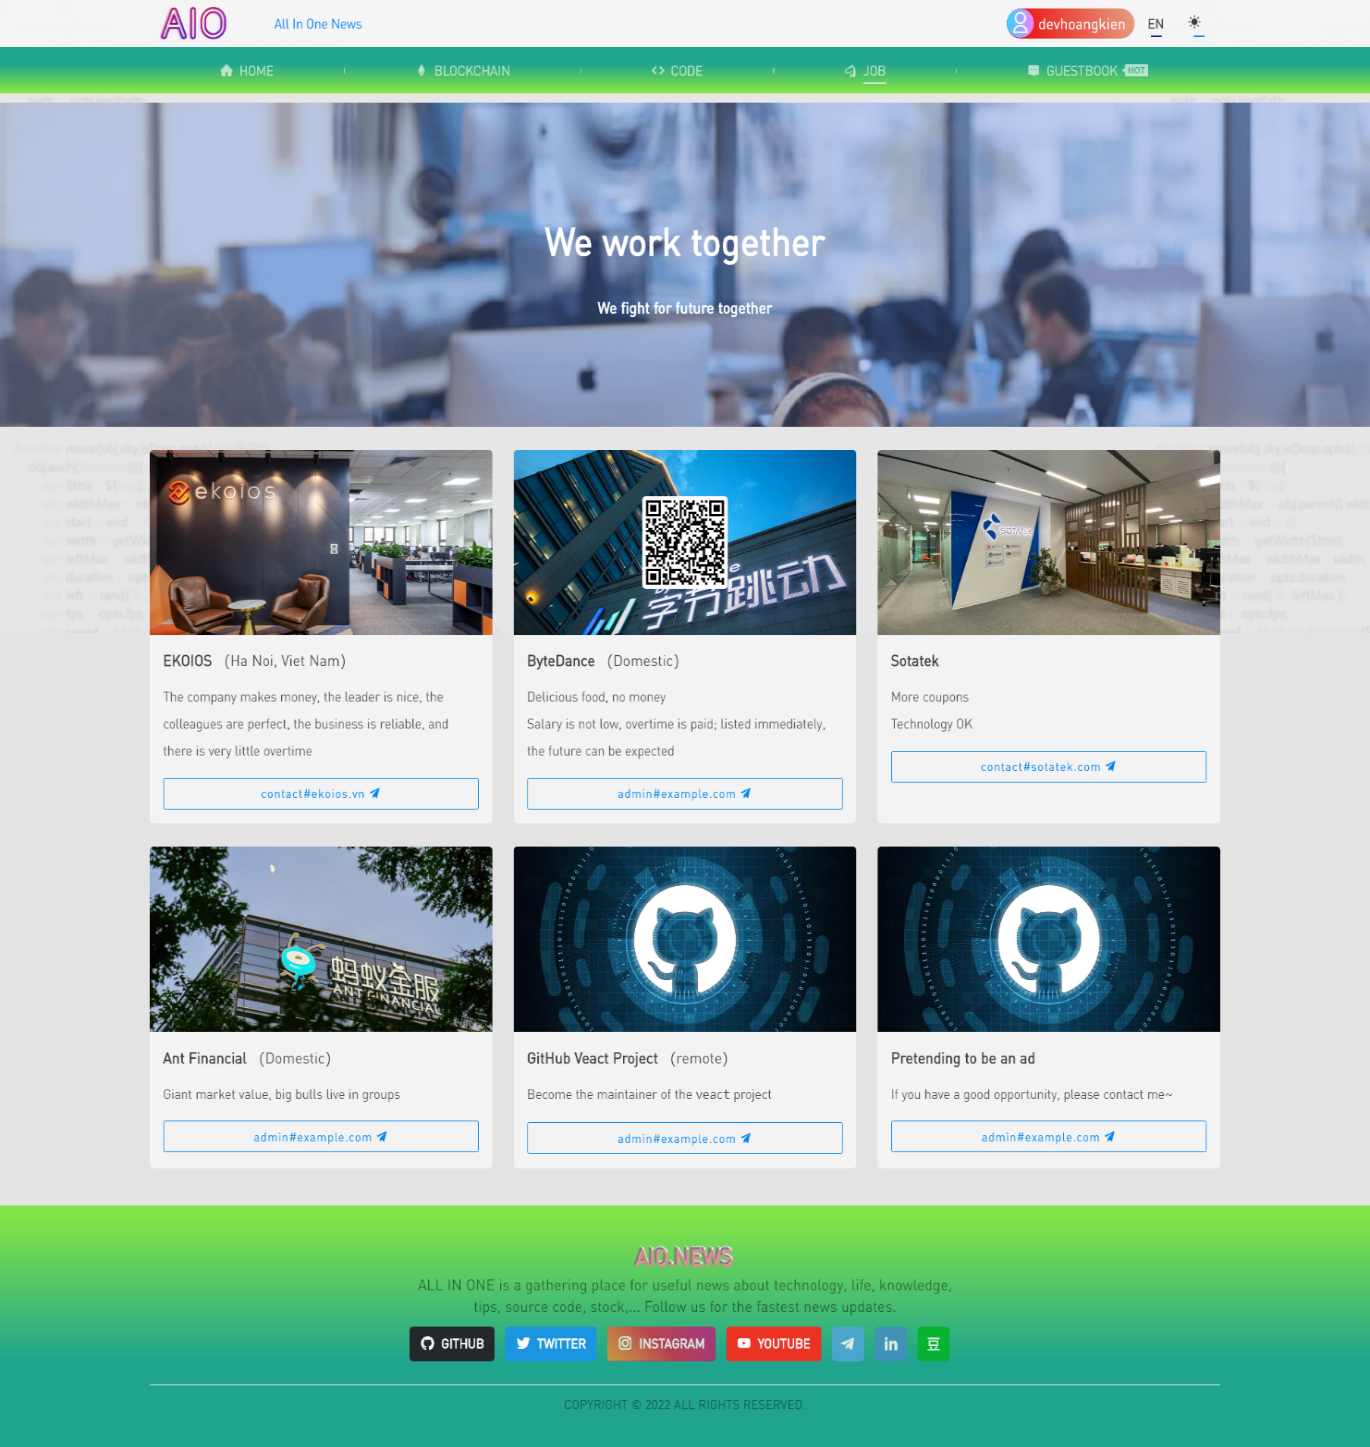 AIO
All In One News
devhoangkien
EN
HOME
BLOCKCHAIN
CODE
JOB
GUESTBOOK
HOT
We work together
We fight for future together
ekoios
字节跳动
SOTATEK
EKOIOS (Ha Noi, Viet Nam)
The company makes money, the leader is nice, the
colleagues are perfect, the business is reliable, and
there is very little overtime
contact#ekoios.vn
ByteDance (Domestic)
Delicious food, no money
Salary is not low, overtime is paid; listed immediately,
the future can be expected
admin#example.com
Sotatek
More coupons
Technology OK
contact#sotatek.com
蚂蚁金服
ANT FINANCIAL
Ant Financial (Domestic)
Giant market value, big bulls live in groups
admin#example.com
GitHub Veact Project (remote)
Become the maintainer of the veact project
admin#example.com
Pretending to be an ad
If you have a good opportunity, please contact me~
admin#example.com
AIO.NEWS
ALL IN ONE is a gathering place for useful news about technology, life, knowledge,
tips, source code, stock,... Follow us for the fastest news updates.
GITHUB
TWITTER
INSTAGRAM
YOUTUBE
in
豆
COPYRIGHT © 2022 ALL RIGHTS RESERVED.